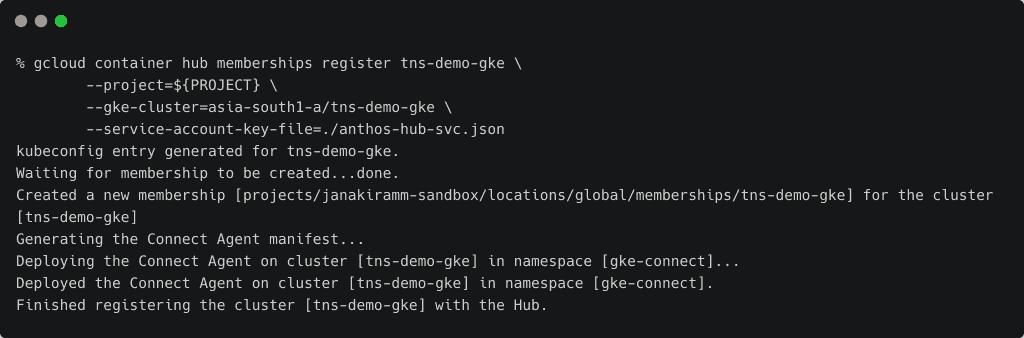 % gcloud container hub memberships register tns-demo-gke \
        --project=${PROJECT} \
        --gke-cluster=asia-south1-a/tns-demo-gke \
        --service-account-key-file=./anthos-hub-svc.json
kubeconfig entry generated for tns-demo-gke.
Waiting for membership to be created...done.
Created a new membership [projects/janakiramm-sandbox/locations/global/memberships/tns-demo-gke] for the cluster
[tns-demo-gke]
Generating the Connect Agent manifest...
Deploying the Connect Agent on cluster [tns-demo-gke] in namespace [gke-connect]...
Deployed the Connect Agent on cluster [tns-demo-gke] in namespace [gke-connect].
Finished registering the cluster [tns-demo-gke] with the Hub.